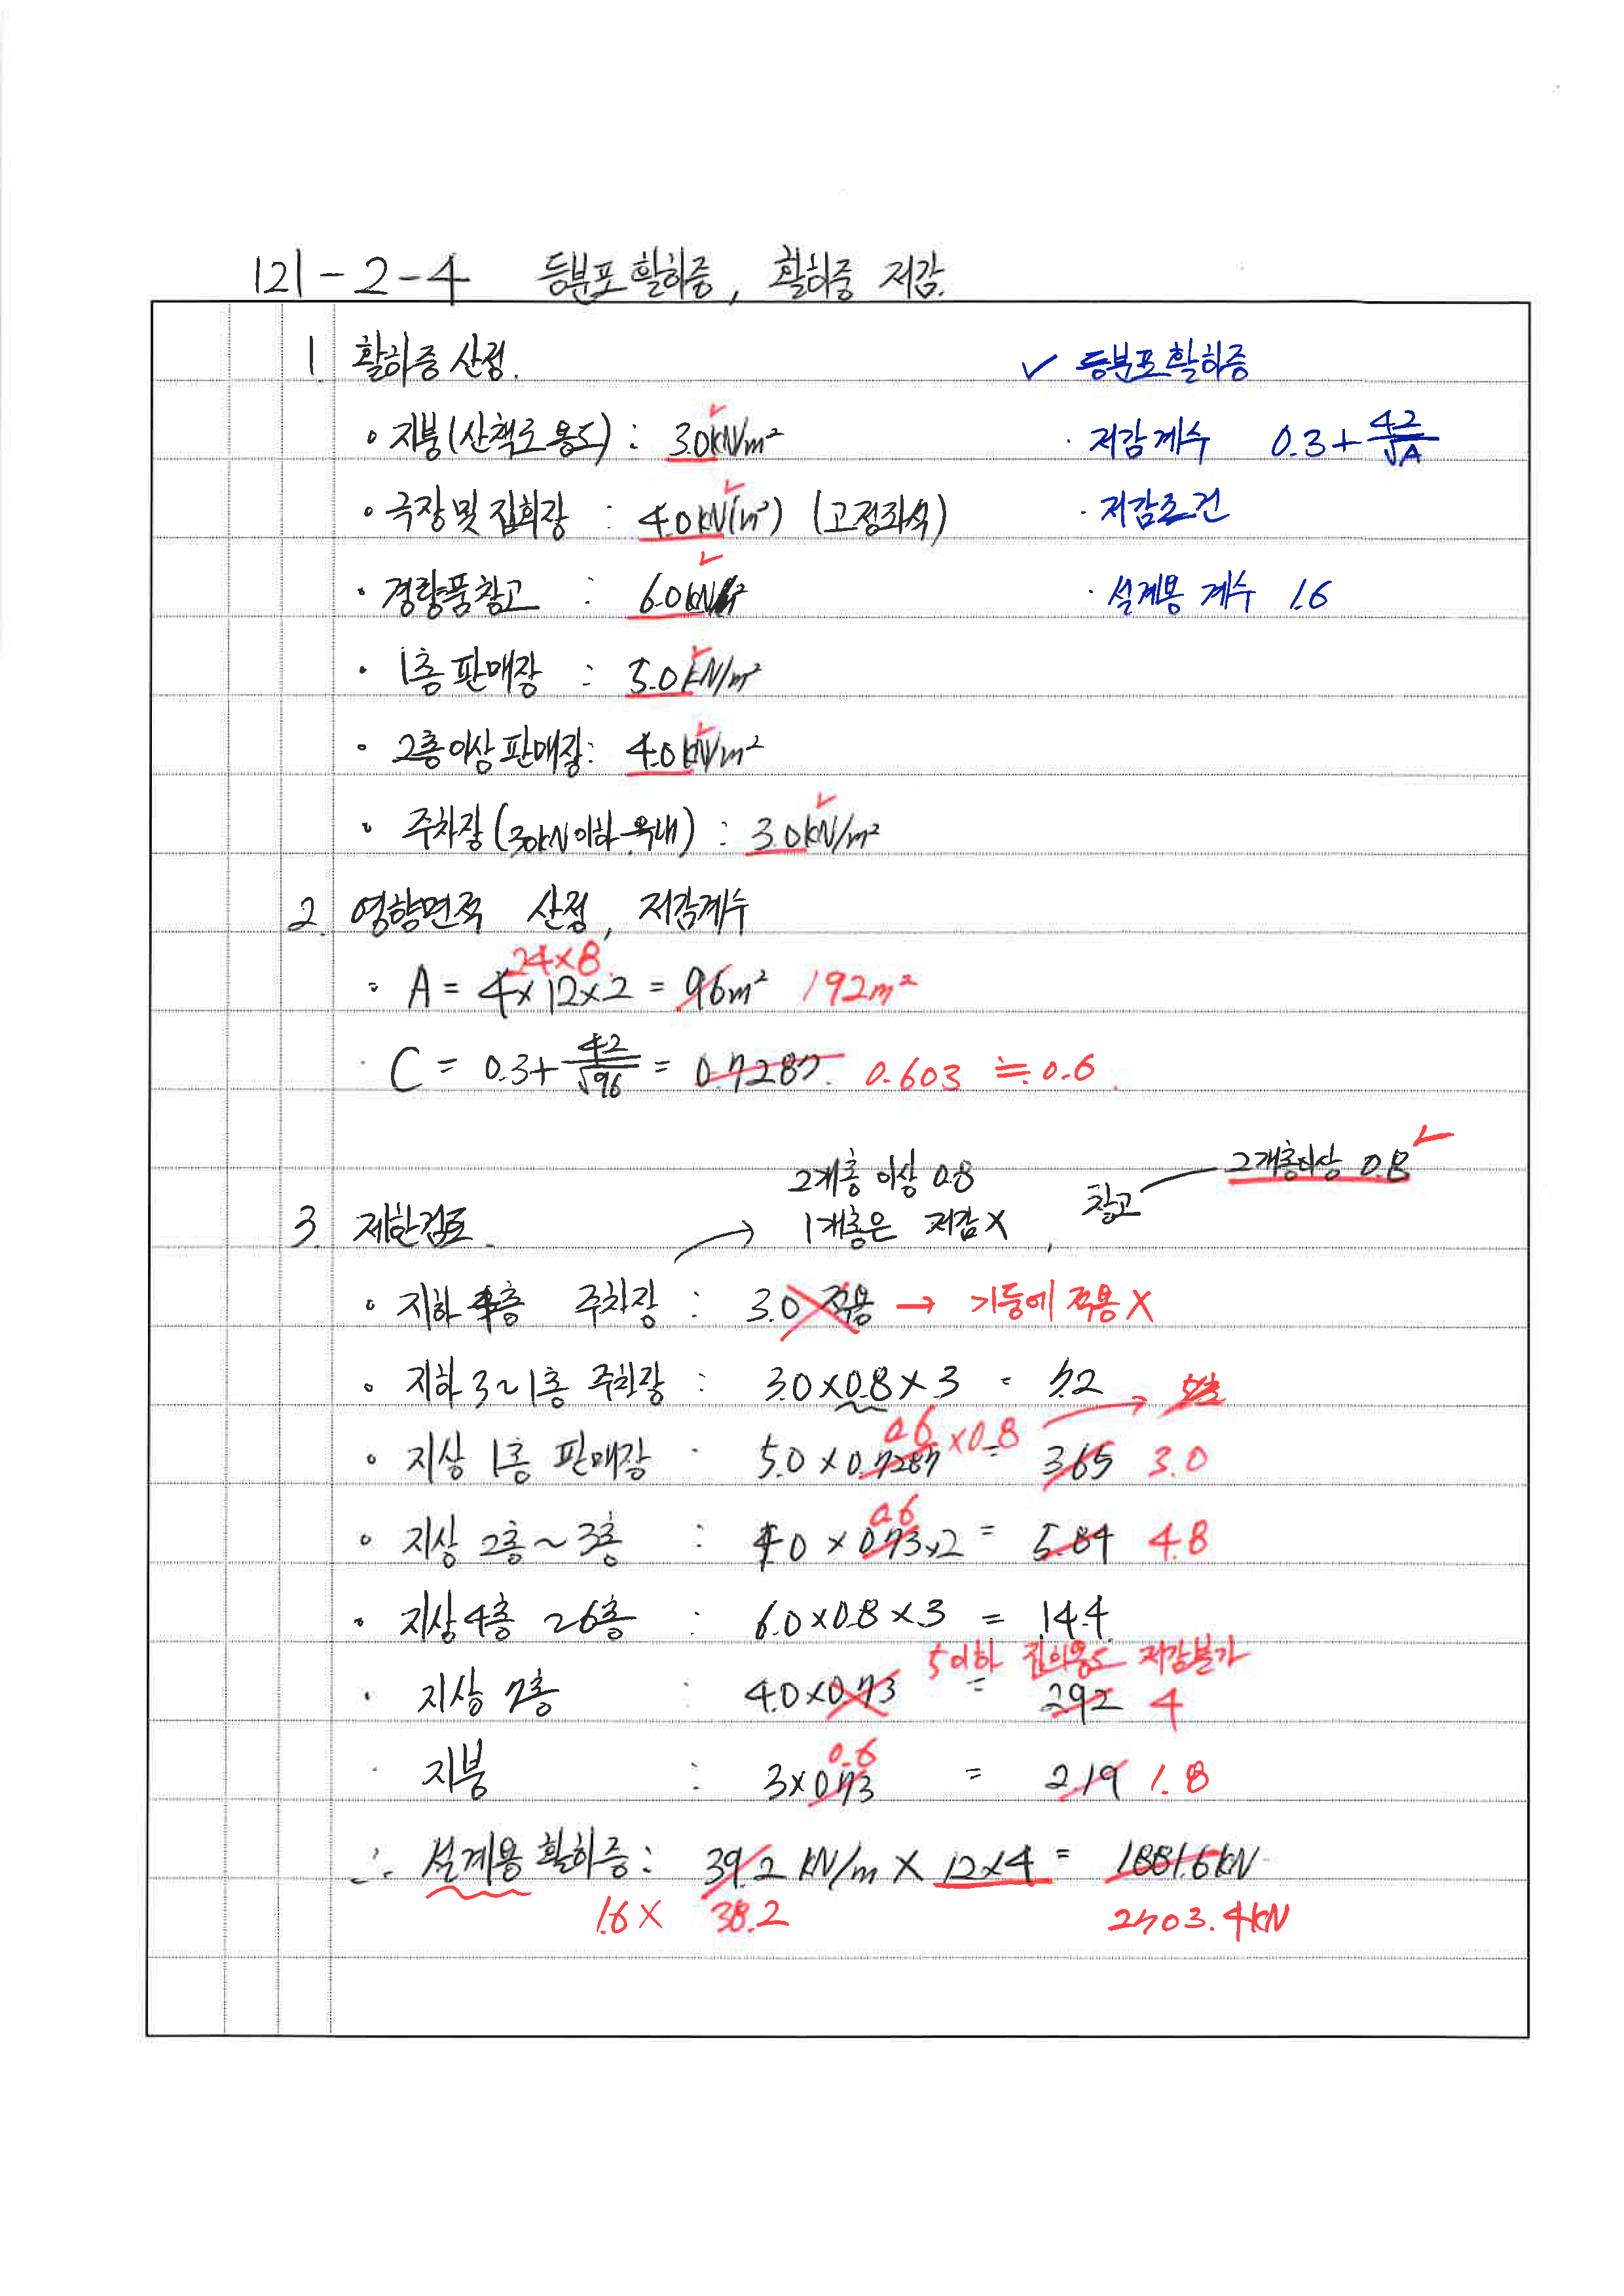 121-2-4 등분포활하중, 활하중 저감.
1. 활하중 산정.
✓ 등분포활하중
• 지붕(산책로 용도) : 3.0kN/m²
· 저감계수 0.3+4.2/√A
• 극장 및 집회장 : 4.0kN(m²) (고정좌석)
· 저감조건
• 경량품창고 : 6.0kN/m²
· 설계용 계수 1.6
• 1층 판매장 : 5.0kN/m²
• 2층이상 판매장: 4.0kN/m²
• 주차장(30kN이하 옥내) : 3.0kN/m²
2. 영향면적 산정, 저감계수
24×8
• A = 4×12×2 = 96m² 192m²
· C = 0.3+4.2/√96 = 0.7287. 0.603 ≒ 0.6.
2개층 이상 0.8
창고
2개층이상 0.8
3. 제한검토.
1개층은 저감X
• 지하 4층 주차장 : 3.0 적용 → 기둥에 적용X
• 지하 3~1층 주차장 : 3.0×0.8×3 = 7.2
0.6 ×0.8
• 지상 1층 판매장 : 5.0×0.7287 = 3.65 3.0
0.6
• 지상 2층~3층 : 4.0×0.73×2 = 5.84 4.8
• 지상4층 ~6층 : 6.0×0.8×3 = 14.4
5이하 집회용도 저감불가
• 지상 7층 : 4.0×0.73 = 2.92 4
0.6
· 지붕 : 3×0.73 = 2.19 1.8
∴ 설계용 활하중: 39.2 kN/m × 12×4 = 1881.6kN
1.6× 38.2 2703.4kN